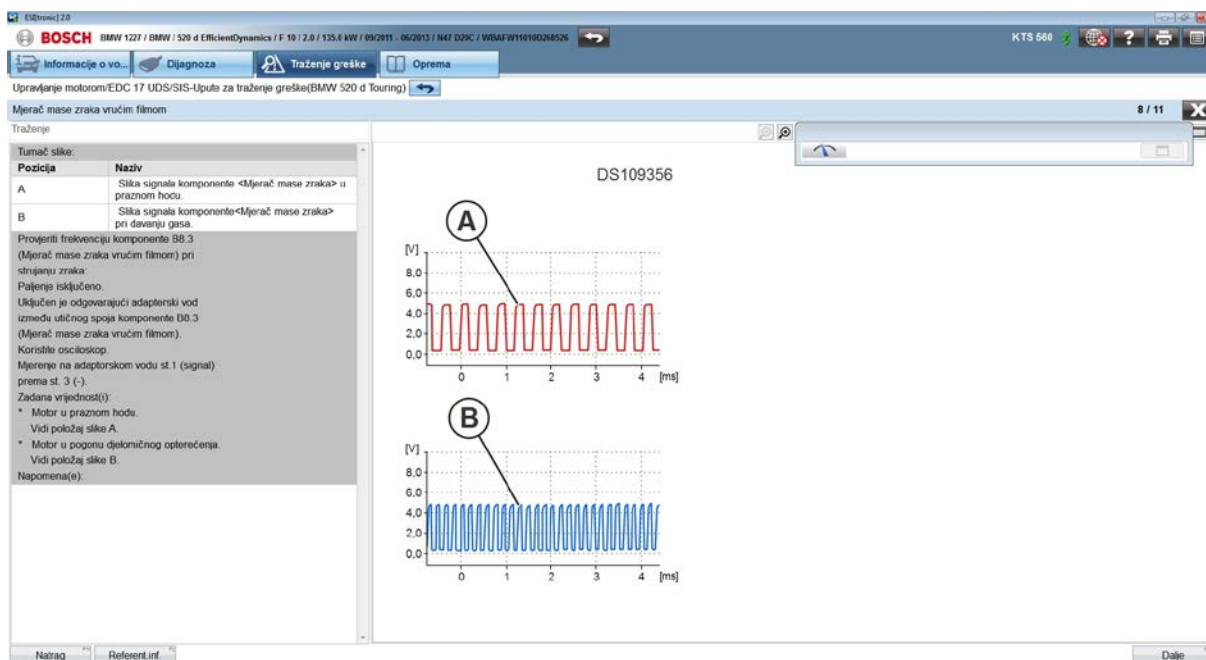 ESI[tronic] 2.0
BOSCH BMW 1227 / BMW / 520 d EfficientDynamics / F 10 / 2.0 / 135.0 kW / 09/2011 - 06/2013 / N47 D20C / WBAFW11010D268526 KTS 560 ?
Informacije o vo... Dijagnoza Traženje greške Oprema
Upravljanje motorom/EDC 17 UDS/SIS-Upute za traženje greške(BMW 520 d Touring)
Mjerač mase zraka vrućim filmom 8 / 11 X
Traženje
Tumač slike:
Pozicija Naziv
A Slika signala komponente <Mjerač mase zraka> u
praznom hodu.
B Slika signala komponente<Mjerač mase zraka>
pri davanju gasa.
Provjeriti frekvenciju komponente B8.3
(Mjerač mase zraka vrućim filmom) pri
strujanju zraka:
Paljenje isključeno.
Uključen je odgovarajući adapterski vod
između utičnog spoja komponente B8.3
(Mjerač mase zraka vrućim filmom).
Koristite osciloskop.
Mjerenje na adaptorskom vodu st.1 (signal)
prema st. 3 (-).
Zadana vrijednost(i):
* Motor u praznom hodu.
Vidi položaj slike A.
* Motor u pogonu djelomičnog opterećenja.
Vidi položaj slike B.
Napomena(e):
DS109356
A
[V]
8,0
6,0
4,0
2,0
0,0
0 1 2 3 4 [ms]
B
[V]
8,0
6,0
4,0
2,0
0,0
0 1 2 3 4 [ms]
Natrag Referent.inf. Dalje